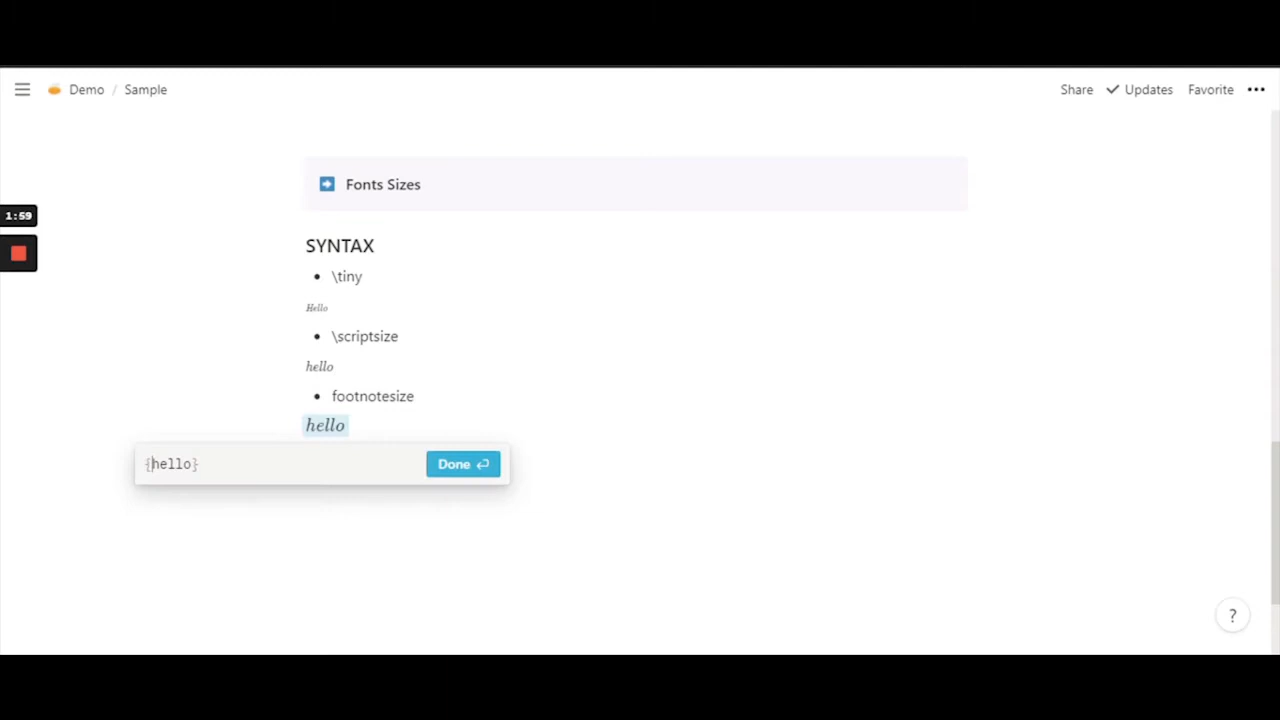 Demo / Sample
Share Updates Favorite
Fonts Sizes
1:59
SYNTAX
\tiny
Hello
\scriptsize
hello
footnotesize
hello
{hello}
Done
?